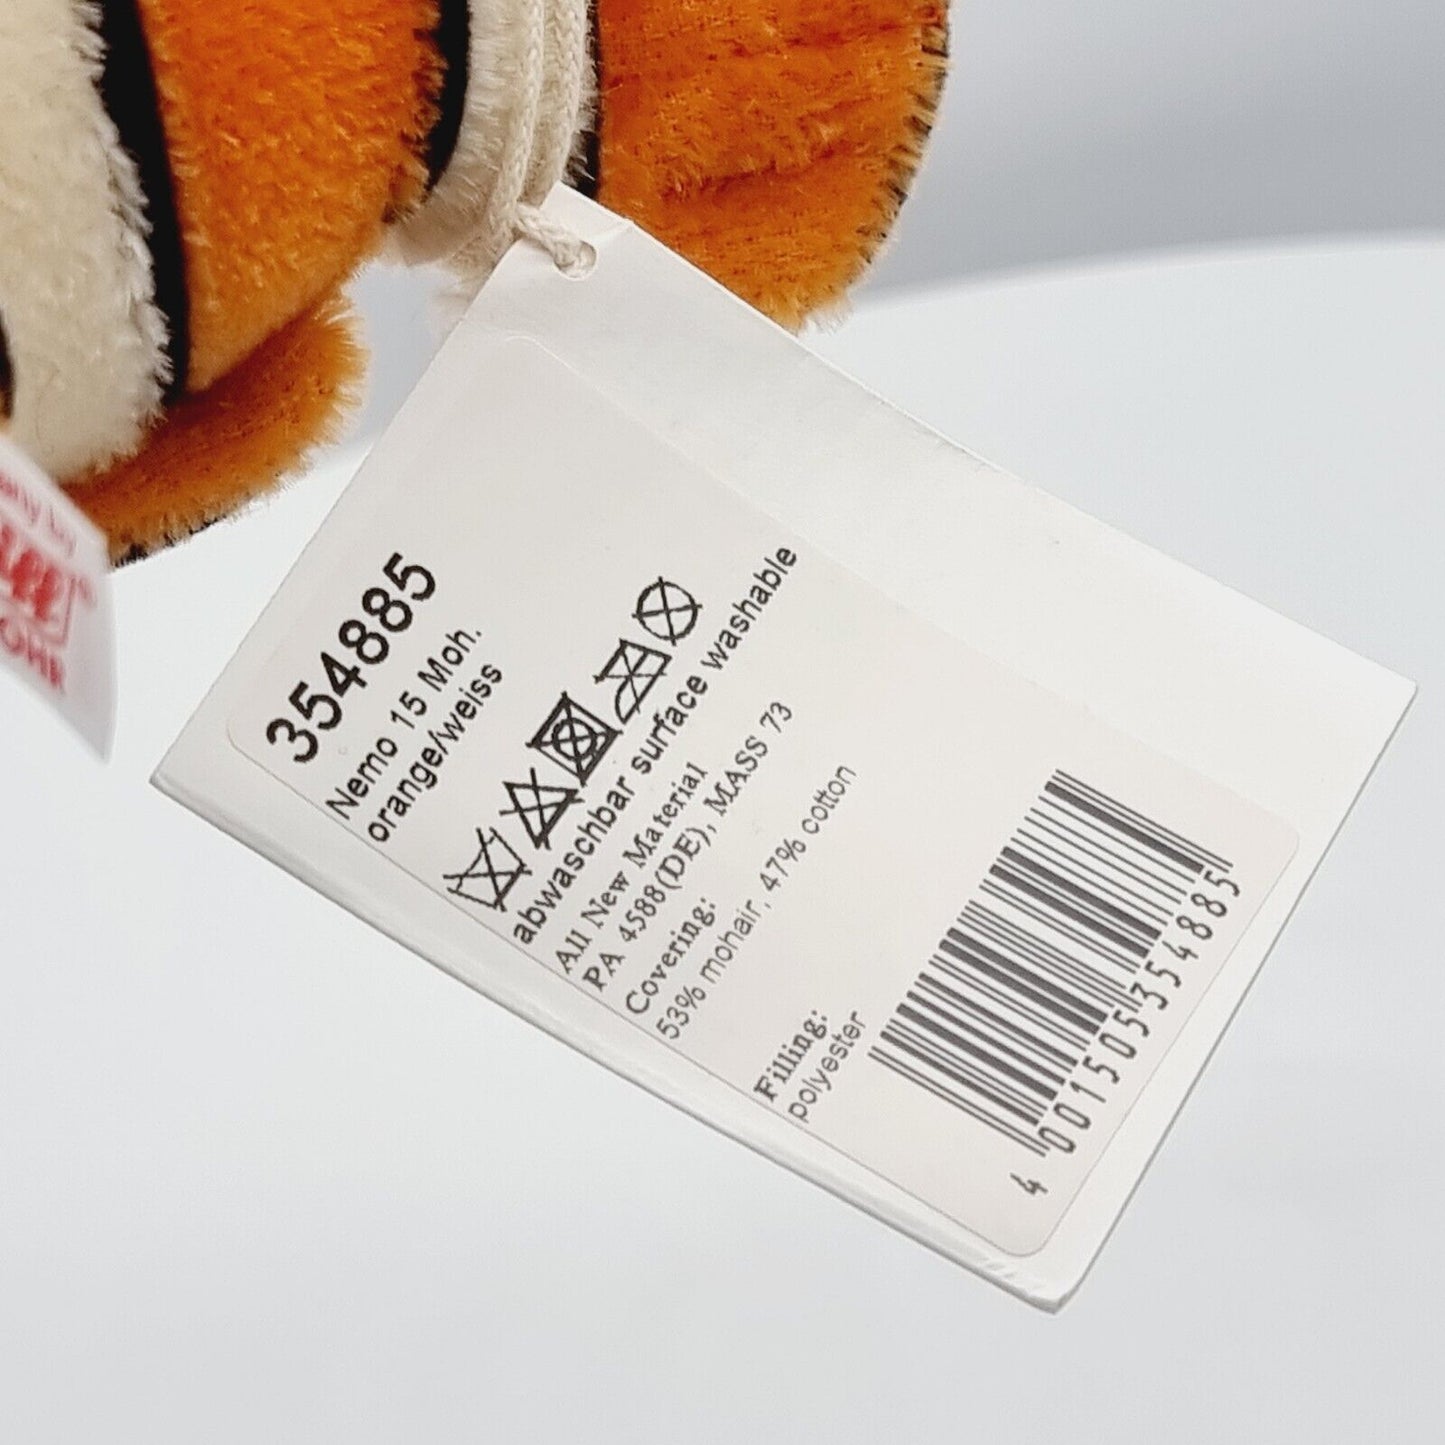 354885
Nemo 15 Moh.
orange/weiss
abwaschbar surface washable
All New Material
PA 4588(DE), MASS 73
Covering:
53% mohair, 47% cotton
Filling:
polyester
4 001505 354885
by